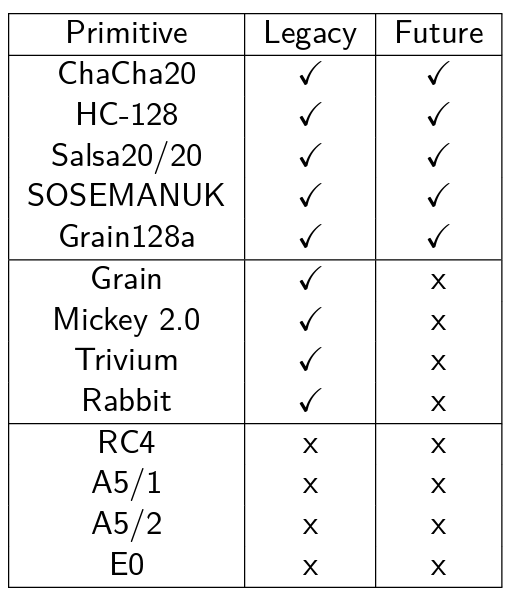 Primitive Legacy Future
ChaCha20 ✓ ✓
HC-128 ✓ ✓
Salsa20/20 ✓ ✓
SOSEMANUK ✓ ✓
Grain128a ✓ ✓
Grain ✓ x
Mickey 2.0 ✓ x
Trivium ✓ x
Rabbit ✓ x
RC4 x x
A5/1 x x
A5/2 x x
E0 x x